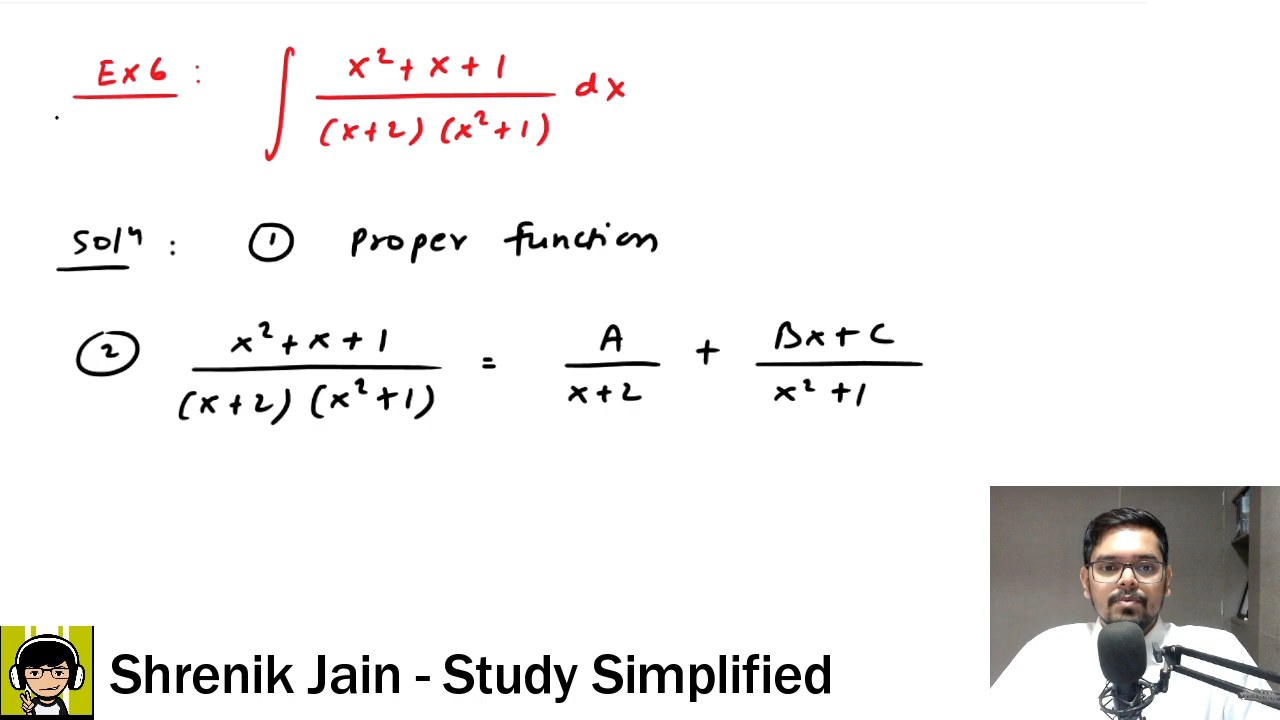 Ex 6 : ∫ x² + x + 1 / (x+2) (x²+1) dx
Solⁿ : ① Proper function
② x² + x + 1 / (x+2) (x²+1) = A / x+2 + Bx + C / x² + 1
Shrenik Jain - Study Simplified